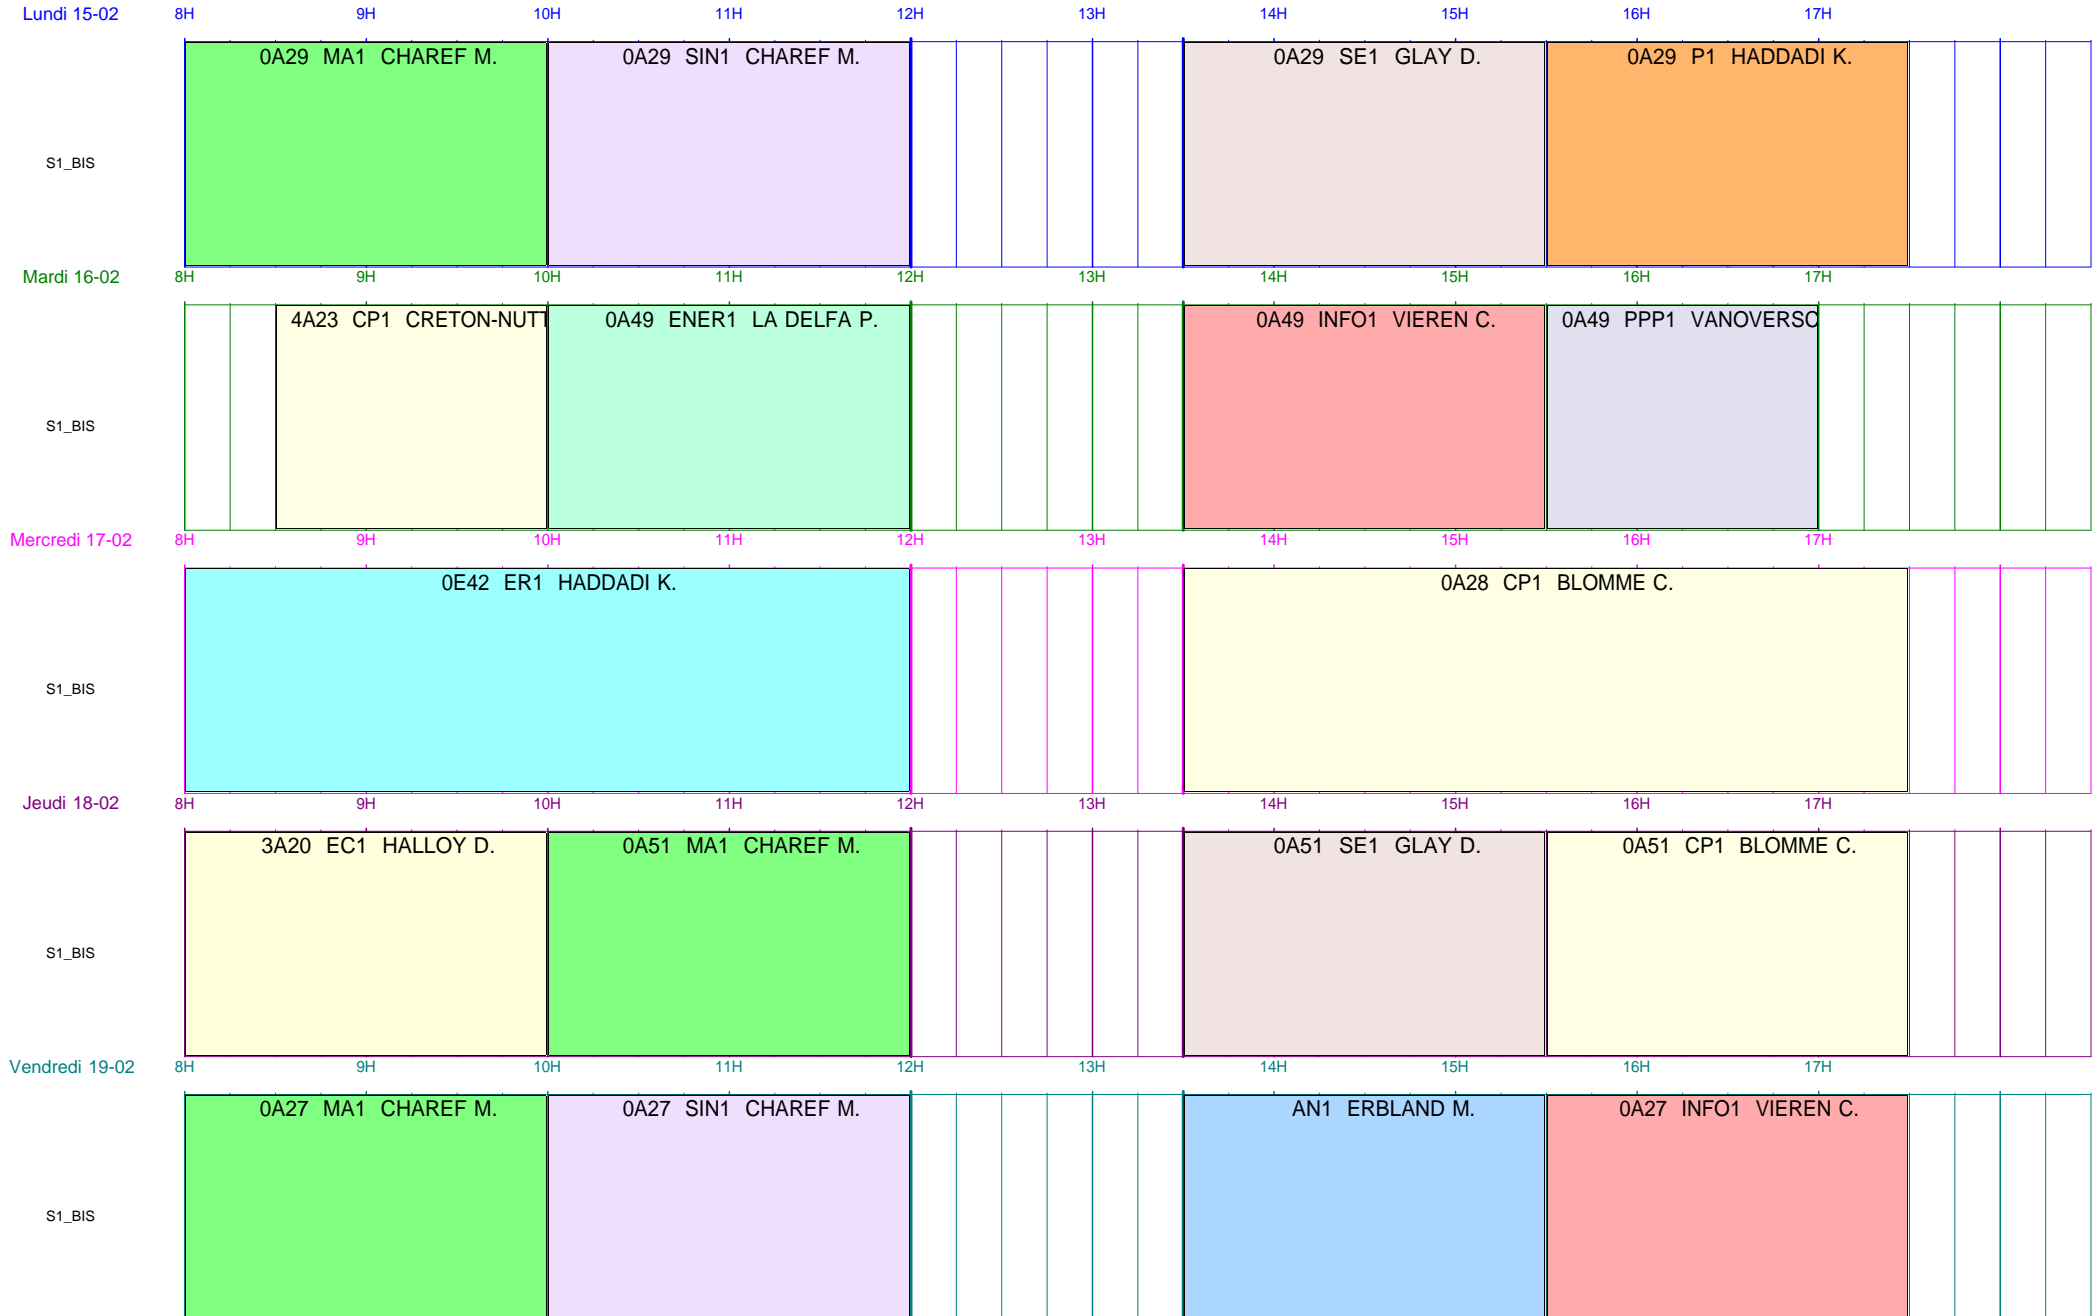 Lundi 15-02 8H 9H 10H 11H 12H 13H 14H 15H 16H 17H
0A29 MA1 CHAREF M. 0A29 SIN1 CHAREF M. 0A29 SE1 GLAY D. 0A29 P1 HADDADI K.
S1_BIS
Mardi 16-02 8H 9H 10H 11H 12H 13H 14H 15H 16H 17H
4A23 CP1 CRETON-NUTT 0A49 ENER1 LA DELFA P. 0A49 INFO1 VIEREN C. 0A49 PPP1 VANOVERSC
S1_BIS
Mercredi 17-02 8H 9H 10H 11H 12H 13H 14H 15H 16H 17H
0E42 ER1 HADDADI K. 0A28 CP1 BLOMME C.
S1_BIS
Jeudi 18-02 8H 9H 10H 11H 12H 13H 14H 15H 16H 17H
3A20 EC1 HALLOY D. 0A51 MA1 CHAREF M. 0A51 SE1 GLAY D. 0A51 CP1 BLOMME C.
S1_BIS
Vendredi 19-02 8H 9H 10H 11H 12H 13H 14H 15H 16H 17H
0A27 MA1 CHAREF M. 0A27 SIN1 CHAREF M. AN1 ERBLAND M. 0A27 INFO1 VIEREN C.
S1_BIS